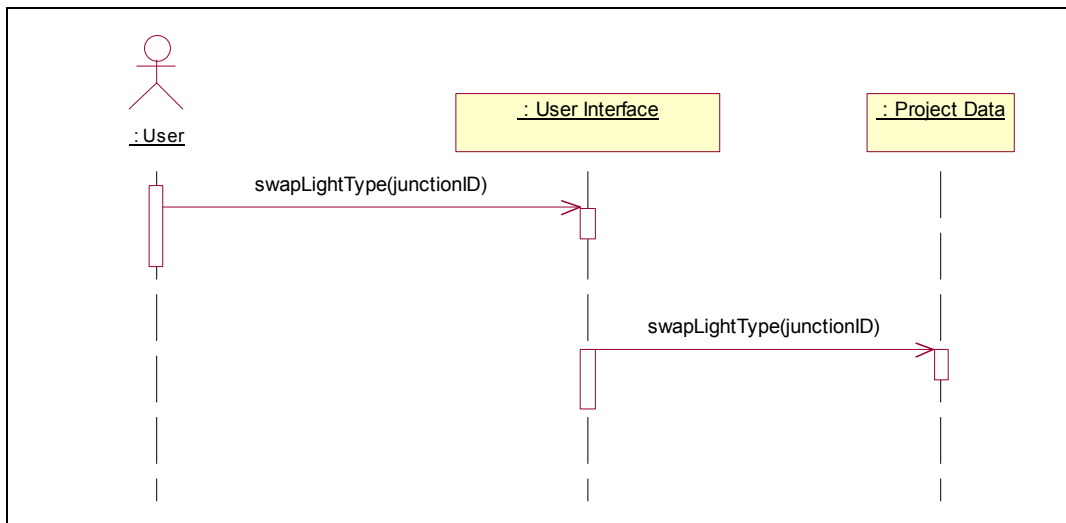 : User Interface
: Project Data
: User
swapLightType(junctionID)
swapLightType(junctionID)